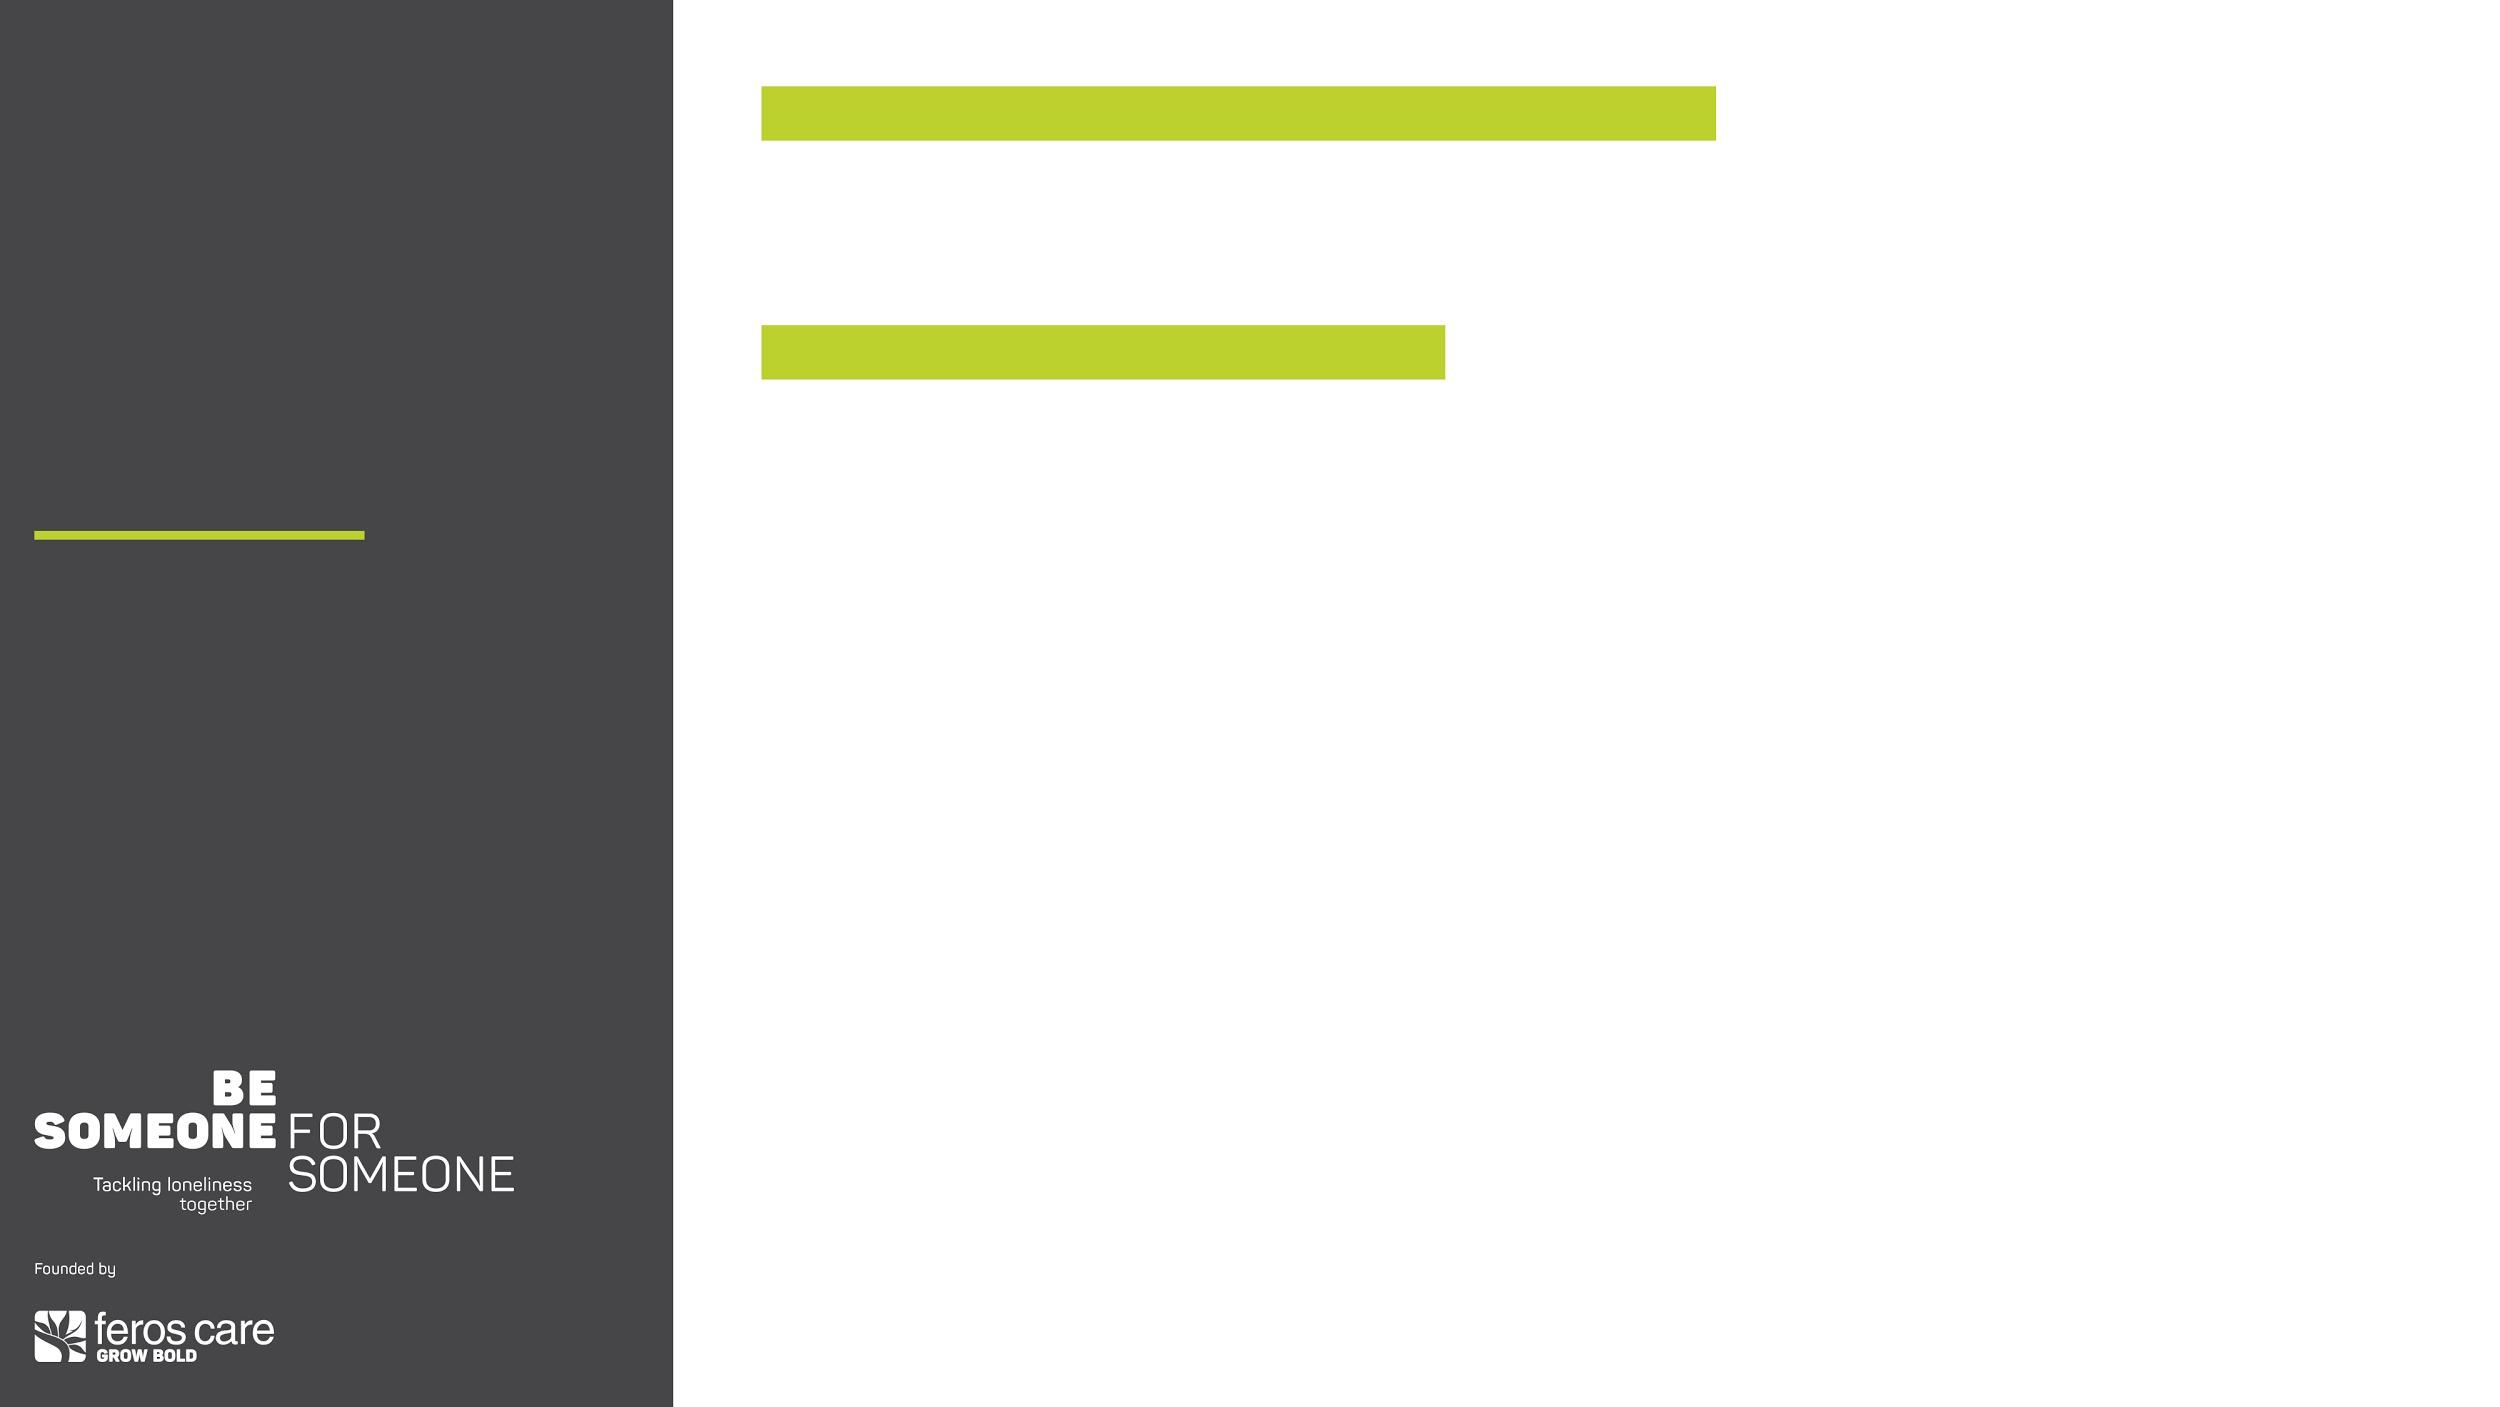 BE
SOMEONE FOR
SOMEONE
Tackling loneliness
together
Founded by
feros care
GROW BOLD